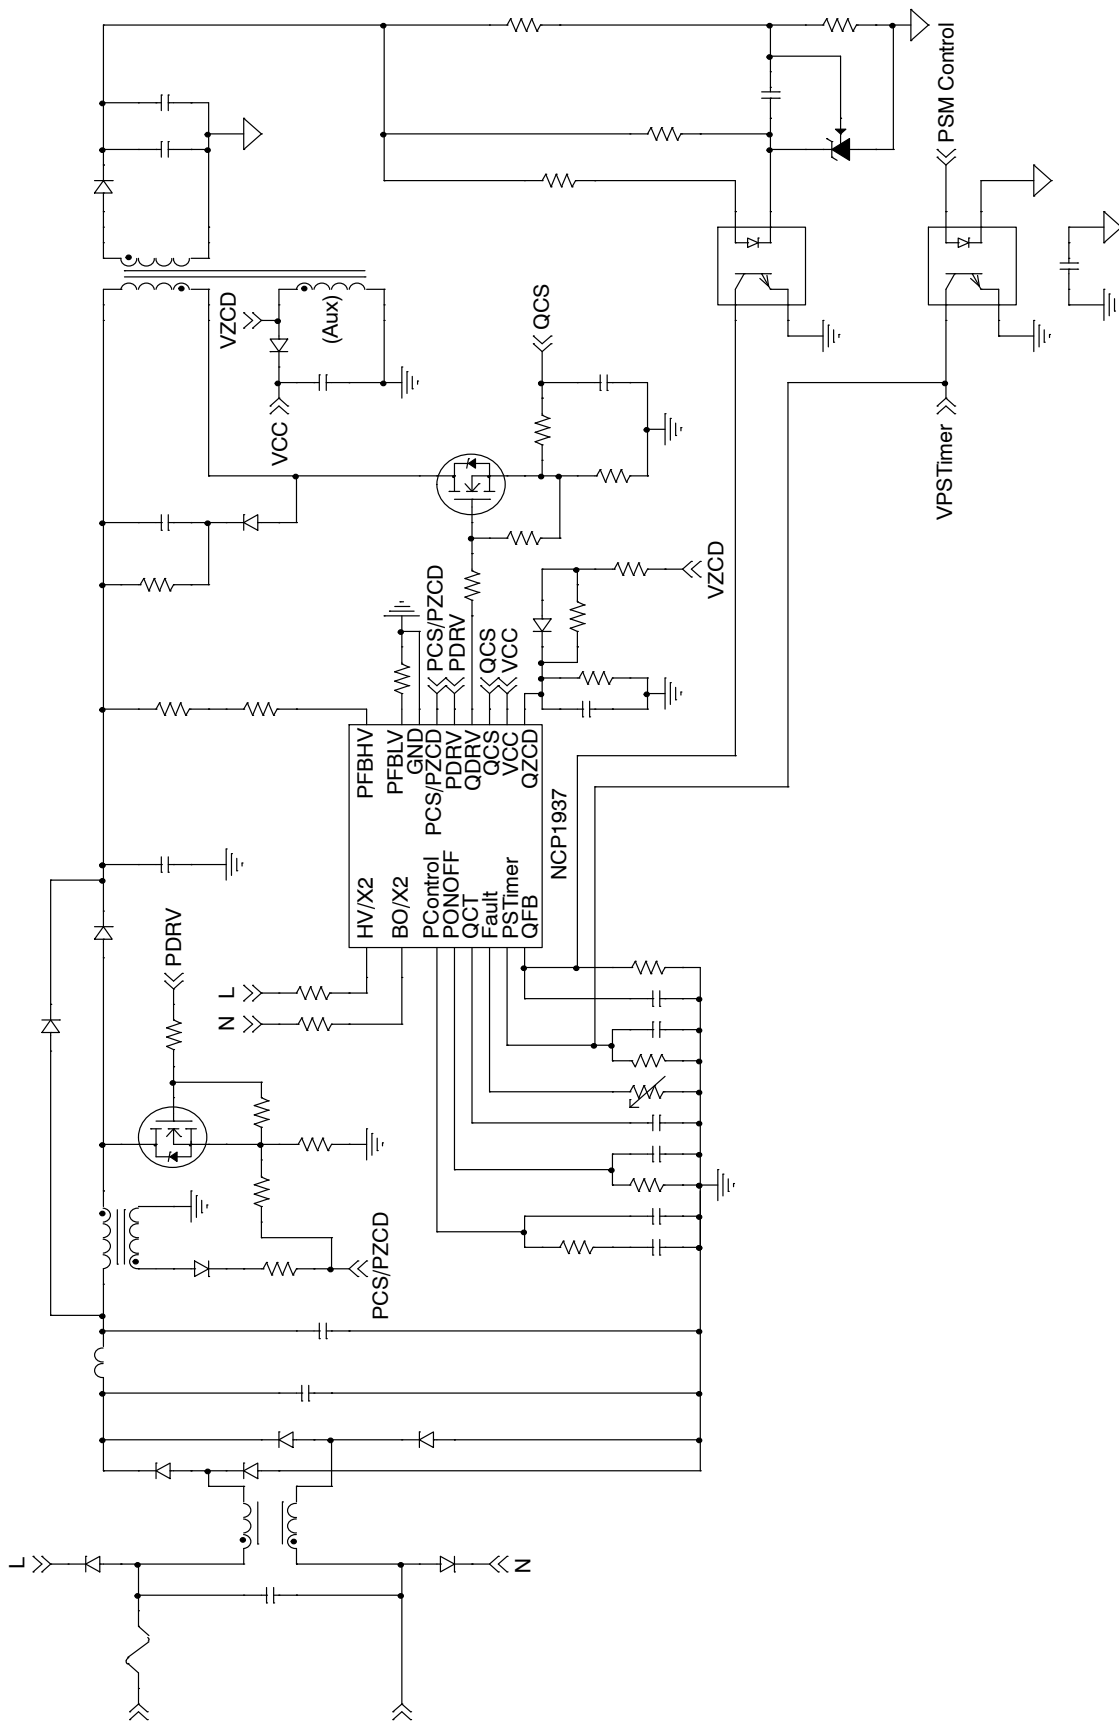 L
N
L
N
PCS/PZCD
PDRV
HV/X2
BO/X2
PControl
PONOFF
QCT
Fault
PSTimer
QFB
PFBHV
PFBLV
GND
PCS/PZCD
PDRV
QDRV
QCS
VCC
QZCD
NCP1937
PCS/PZCD
PDRV
QCS
VCC
VZCD
VCC
VZCD
(Aux)
QCS
VPSTimer
PSM Control